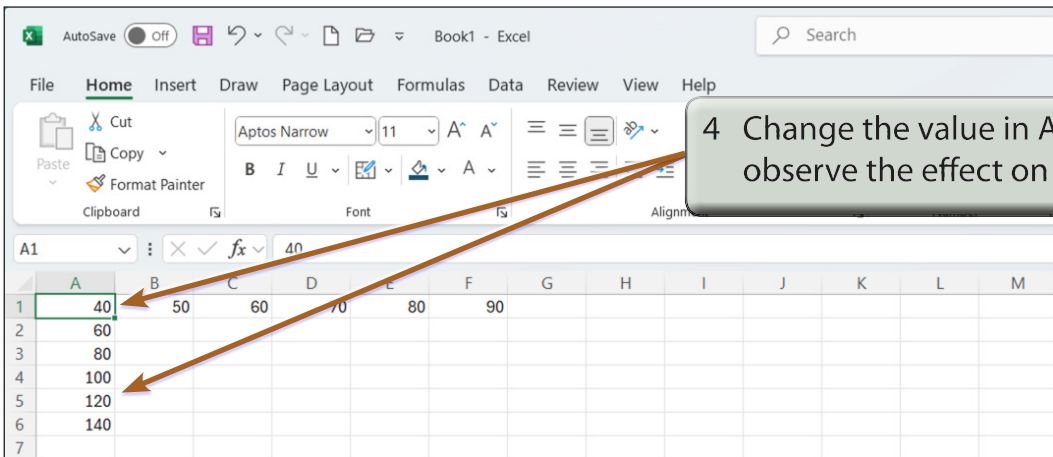 AutoSave Off Book1 - Excel Search
File Home Insert Draw Page Layout Formulas Data Review View Help
Paste Cut Copy Format Painter
Aptos Narrow 11 A A
B I U A
Clipboard Font
4 Change the value in A
observe the effect on
A1 fx 40
A B C D E F G H I J K L M
1 40 50 60 70 80 90
2 60
3 80
4 100
5 120
6 140
7